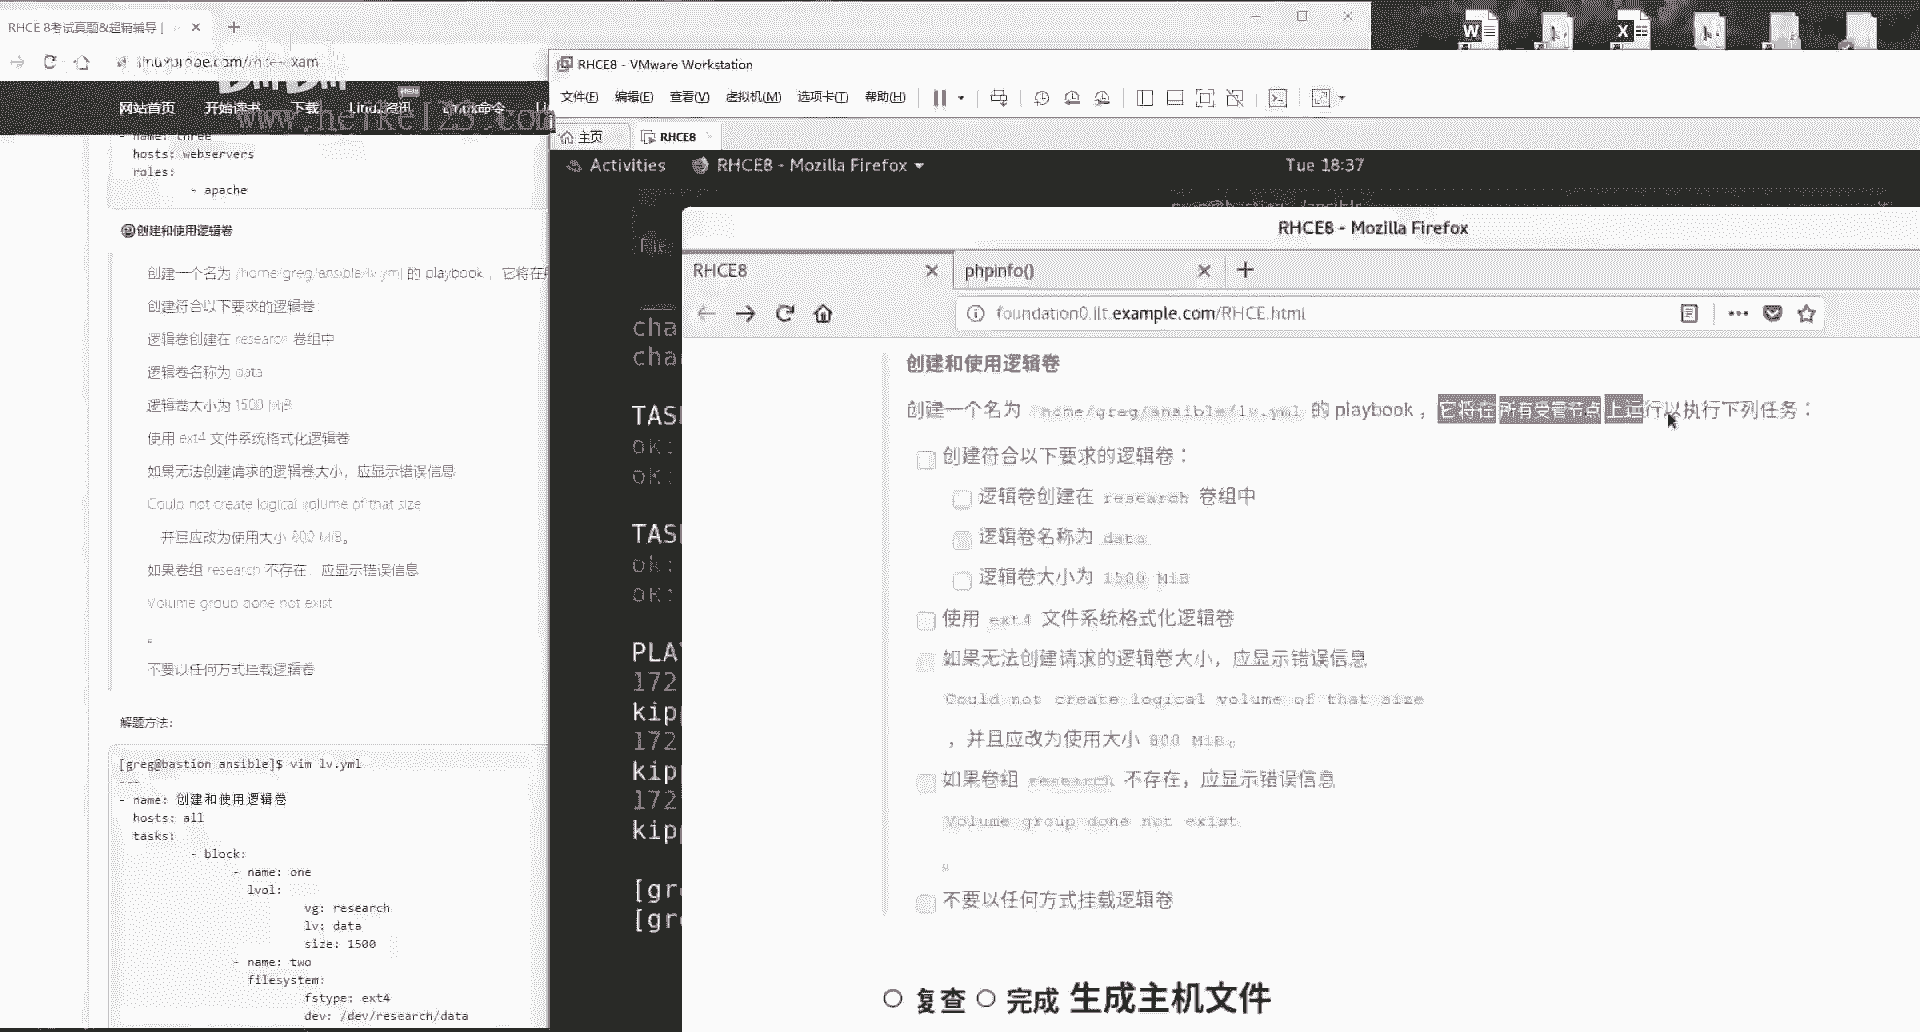 RHCE 8考试真题&超辅辅导 |
linuxprobe.com/rhce-exam
网站首页
开始读书
下载
Linux资讯
Linux命令
www.heike123.com
- name: three
hosts: webservers
roles:
- apache
创建和使用逻辑卷
创建一个名为 /home/greg/ansible/lv.yml 的 playbook ，它将在
创建符合以下要求的逻辑卷
逻辑卷创建在 research 卷组中
逻辑卷名称为 data
逻辑卷大小为 1500 MiB
使用 ext4 文件系统格式化逻辑卷
如果无法创建请求的逻辑卷大小，应显示错误信息
Could not create logical volume of that size
并且应改为使用大小 800 MiB。
如果卷组 research 不存在，应显示错误信息
Volume group done not exist
。
不要以任何方式挂载逻辑卷
解题方法:
[greg@bastion ansible]$ vim lv.yml
---
- name: 创建和使用逻辑卷
hosts: all
tasks:
- block:
- name: one
lvol:
vg: research
lv: data
size: 1500
- name: two
filesystem:
fstype: ext4
dev: /dev/research/data
RHCE8 - VMware Workstation
文件(F) 编辑(E) 查看(V) 虚拟机(M) 选项卡(T) 帮助(H)
主页 RHCE8
Activities RHCE8 - Mozilla Firefox Tue 18:37
File
cha
cha
TAS
ok:
ok:
TAS
ok:
ok:
PLA
172
kip
172
kip
172
kip
[gr
[gr
RHCE8 - Mozilla Firefox
RHCE8 phpinfo()
foundation0.ilt.example.com/RHCE.html
创建和使用逻辑卷
创建一个名为 /home/greg/ansible/lv.yml 的 playbook ，它将在所有受管节点上运行以执行下列任务：
创建符合以下要求的逻辑卷：
逻辑卷创建在 research 卷组中
逻辑卷名称为 data
逻辑卷大小为 1500 MiB
使用 ext4 文件系统格式化逻辑卷
如果无法创建请求的逻辑卷大小，应显示错误信息
Could not create logical volume of that size
，并且应改为使用大小 800 MiB。
如果卷组 research 不存在，应显示错误信息
Volume group done not exist
。
不要以任何方式挂载逻辑卷
复查 完成 生成主机文件